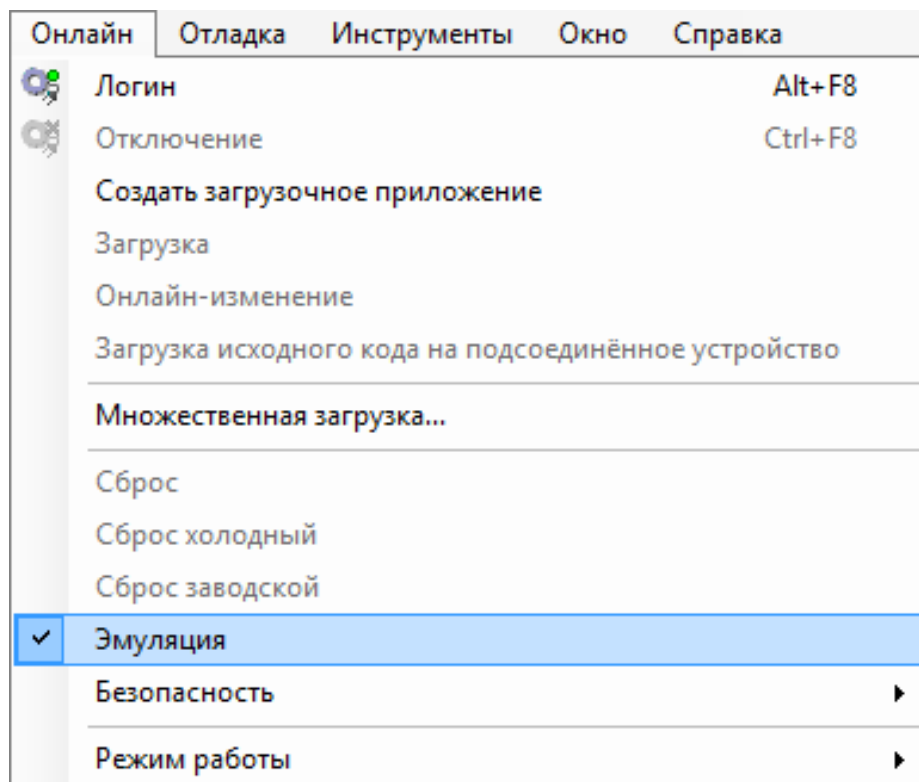 Онлайн Отладка Инструменты Окно Справка
Логин Alt+F8
Отключение Ctrl+F8
Создать загрузочное приложение
Загрузка
Онлайн-изменение
Загрузка исходного кода на подсоединённое устройство
Множественная загрузка...
Сброс
Сброс холодный
Сброс заводской
Эмуляция
Безопасность
Режим работы